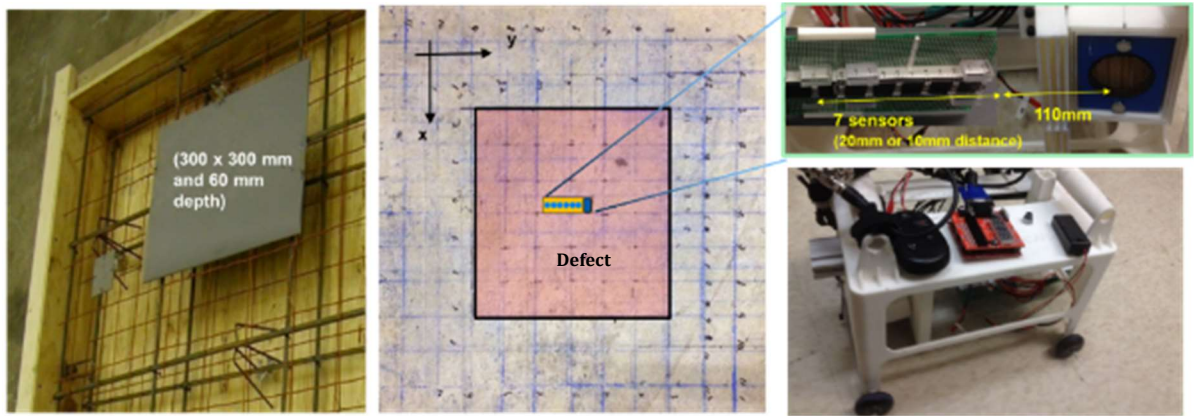 (300 x 300 mm
and 60 mm
depth)
y
x
Defect
7 sensors
(20mm or 10mm distance)
110mm